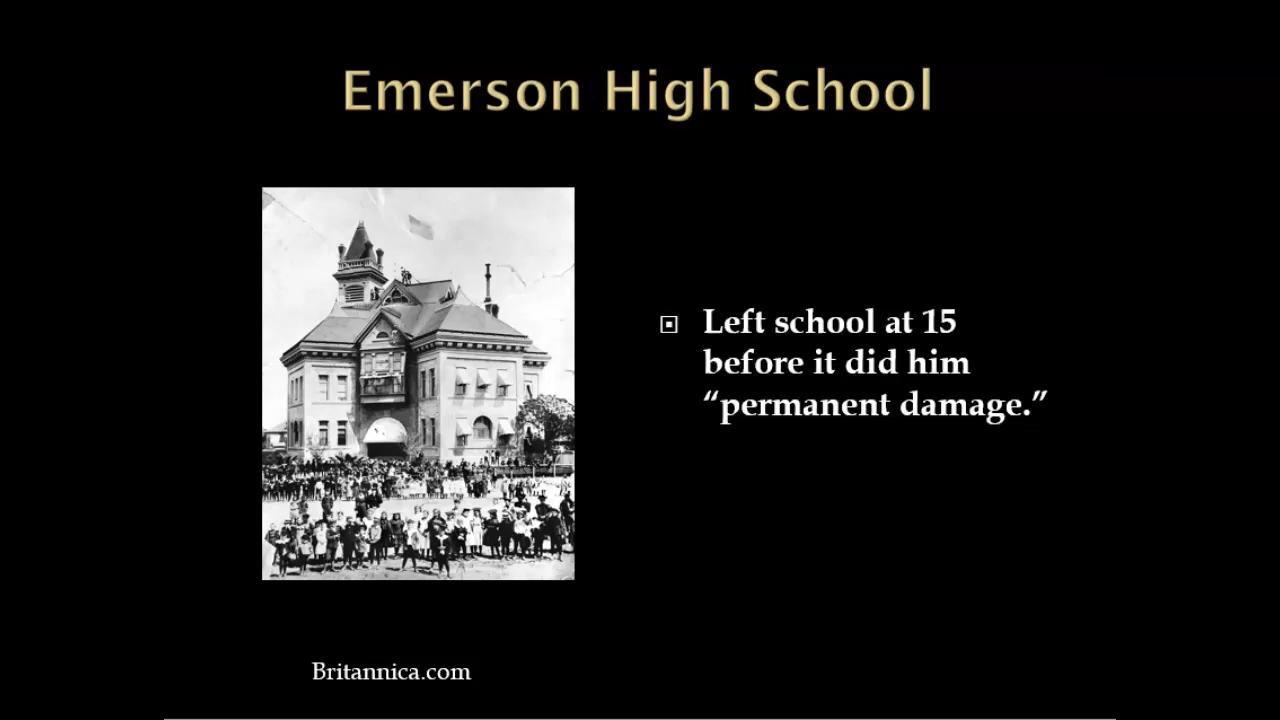 Emerson High School
Left school at 15
before it did him
“permanent damage.”
Britannica.com